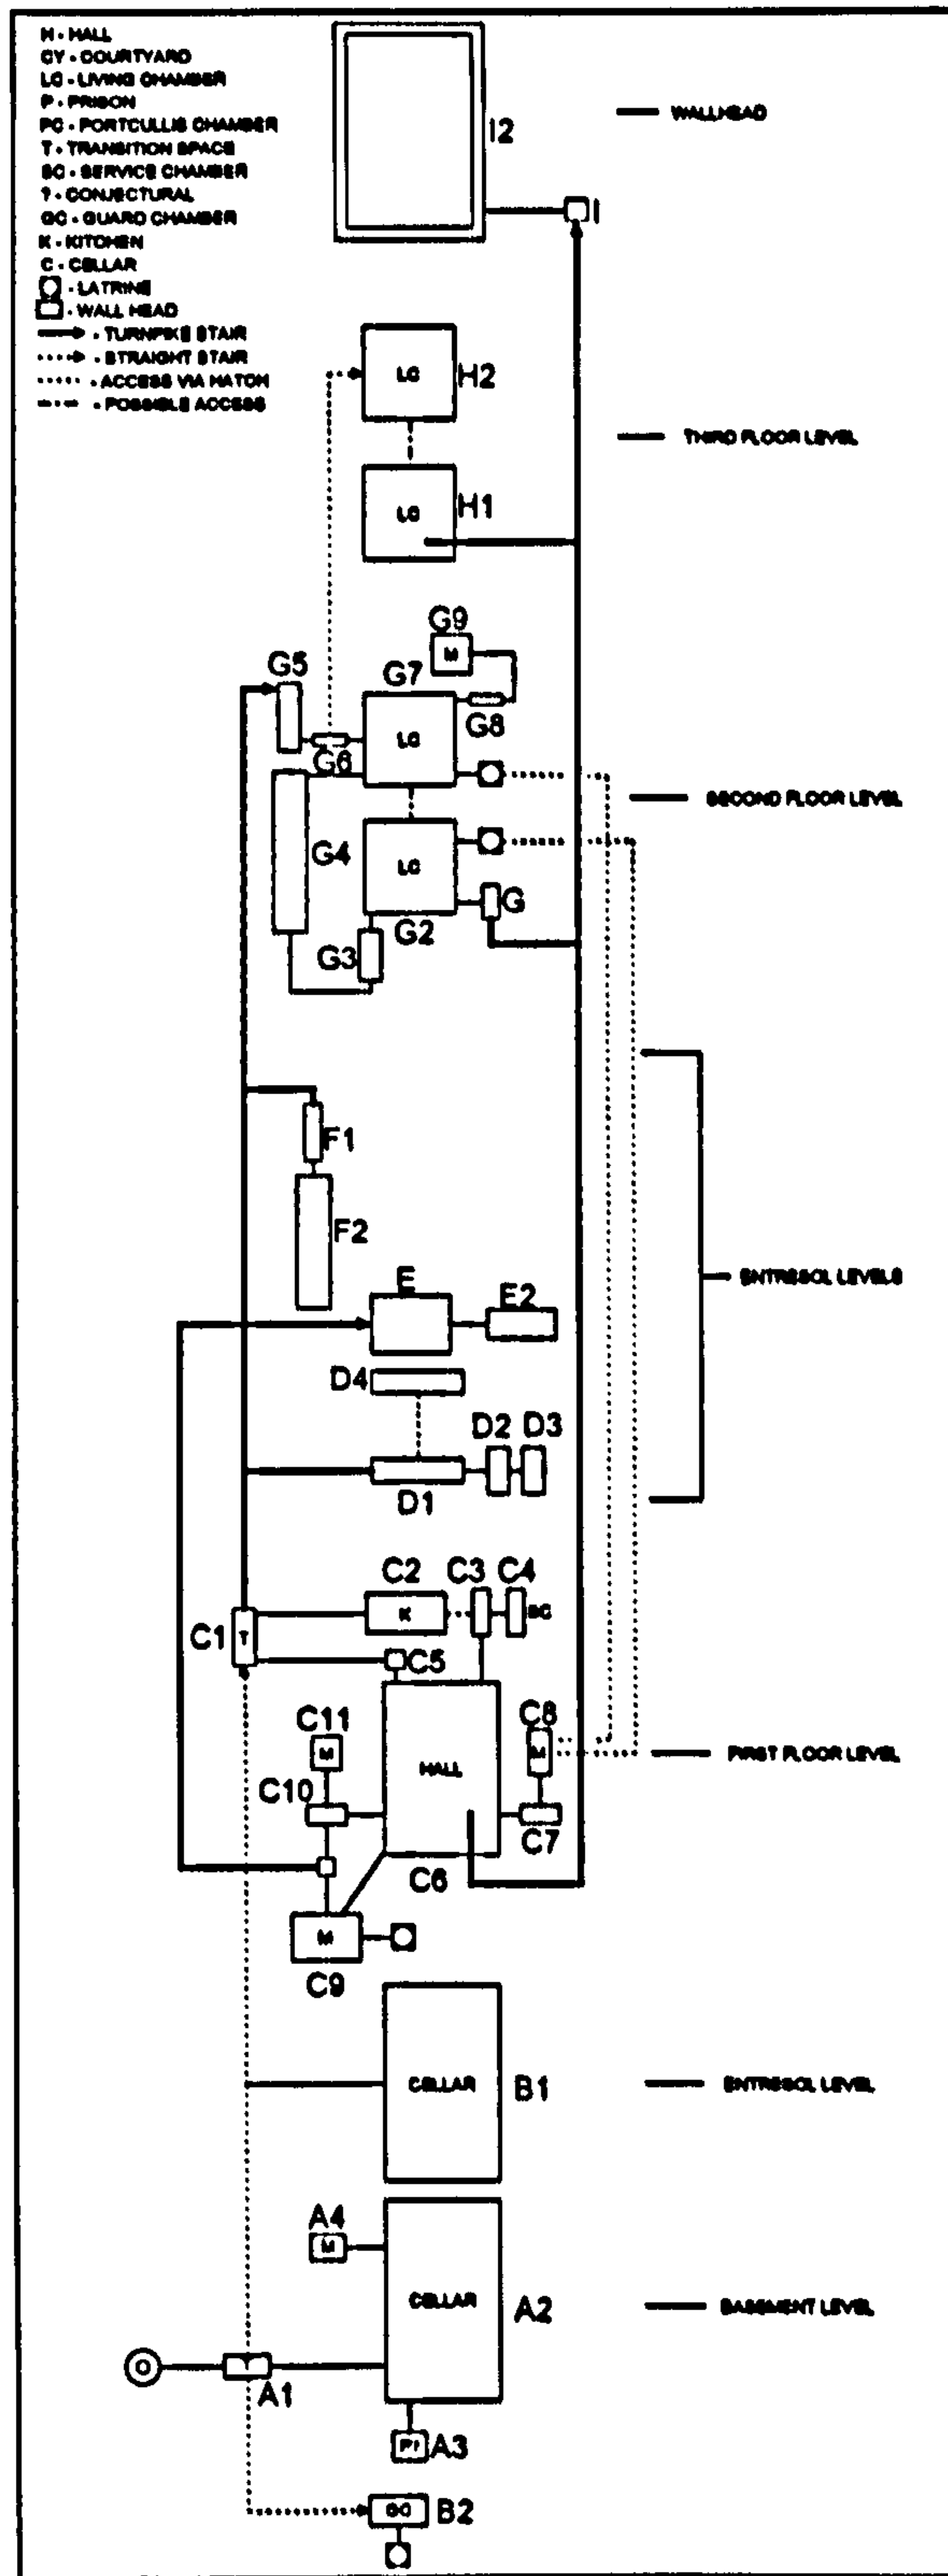 H - HALL
CY - COURTYARD
LC - LIVING CHAMBER
P - PRISON
PC - PORTCULLIS CHAMBER
T - TRANSITION SPACE
SC - SERVICE CHAMBER
? - CONJECTURAL
GC - GUARD CHAMBER
K - KITCHEN
C - CELLAR
- LATRINE
- WALL HEAD
- TURNPIKE STAIR
- STRAIGHT STAIR
- ACCESS VIA HATCH
- POSSIBLE ACCESS
I2
WALLHEAD
I
LC
H2
THIRD FLOOR LEVEL
LC
H1
G9
M
G5
G7
G8
LC
G6
SECOND FLOOR LEVEL
G4
LC
G
G2
G3
F1
F2
E
E2
ENTRESOL LEVELS
D4
D2 D3
D1
C2
C3 C4
K
SC
C1
T
C5
C11
C8
M
HALL
M
FIRST FLOOR LEVEL
C10
C7
C6
M
C9
CELLAR
B1
ENTRESOL LEVEL
A4
M
CELLAR
A2
BASEMENT LEVEL
O
A1
P?
A3
GC
B2